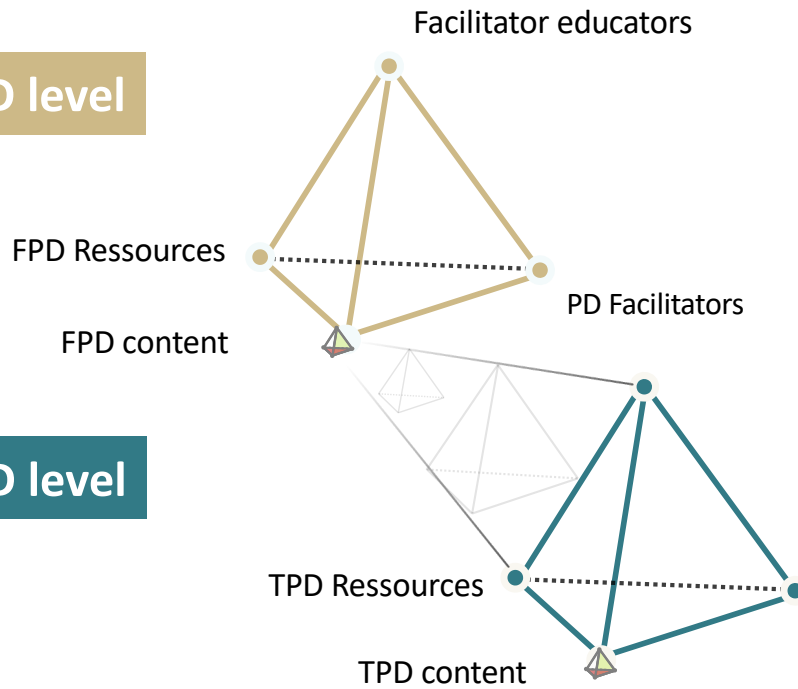 Facilitator educators
D level
FPD Ressources
PD Facilitators
FPD content
D level
TPD Ressources
TPD content